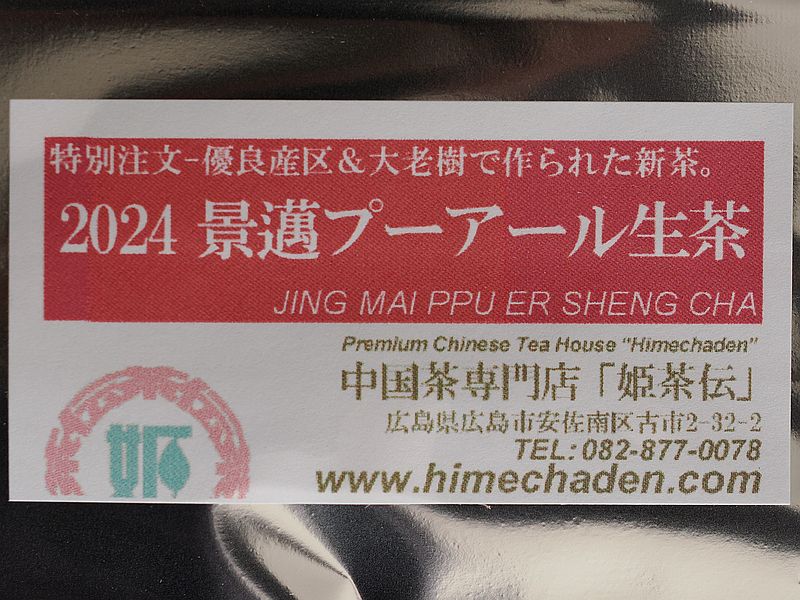 特別注文-優良産区＆大老樹で作られた新茶。
2024 景邁プーアール生茶
JING MAI PPU ER SHENG CHA
Premium Chinese Tea House "Himechaden"
中国茶専門店「姫茶伝」
広島県広島市安佐南区古市2-32-2
TEL:082-877-0078
www.himechaden.com